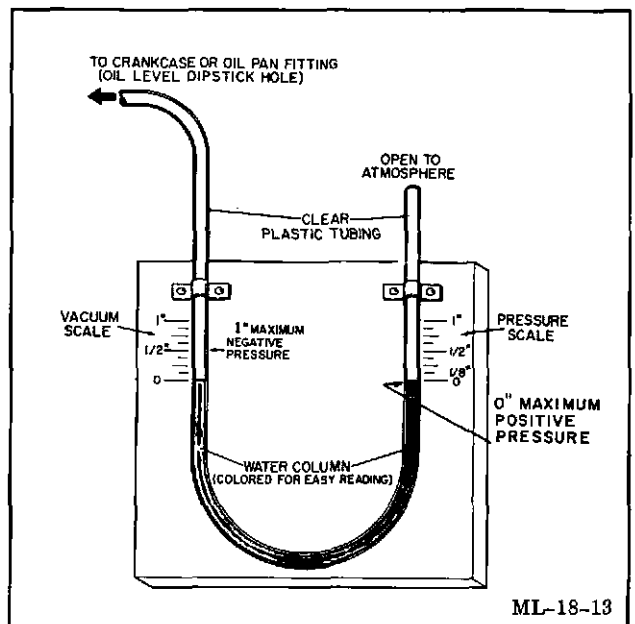 TO CRANKCASE OR OIL PAN FITTING
(OIL LEVEL DIPSTICK HOLE)
OPEN TO
ATMOSPHERE
CLEAR
PLASTIC TUBING
VACUUM
SCALE
1"
1/2"
0
1" MAXIMUM
NEGATIVE
PRESSURE
1"
1/2"
1/8"
0
PRESSURE
SCALE
0" MAXIMUM
POSITIVE
PRESSURE
WATER COLUMN
(COLORED FOR EASY READING)
ML-18-13